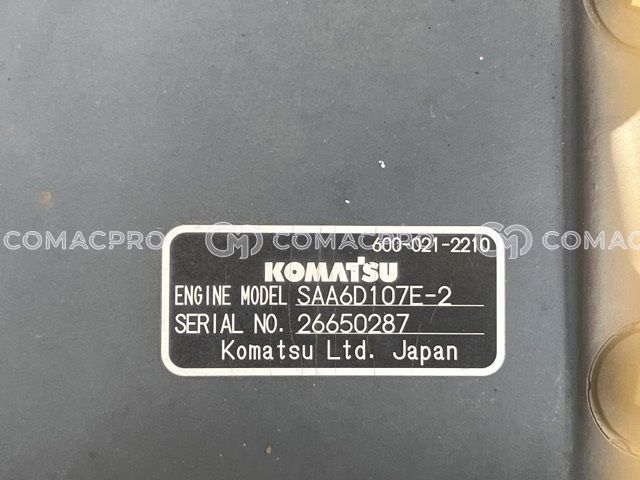 600-021-2210
COMACPRO COMACPRO COMACPRO
KOMATSU
ENGINE MODEL SAA6D107E-2
SERIAL NO. 26650287
Komatsu Ltd. Japan